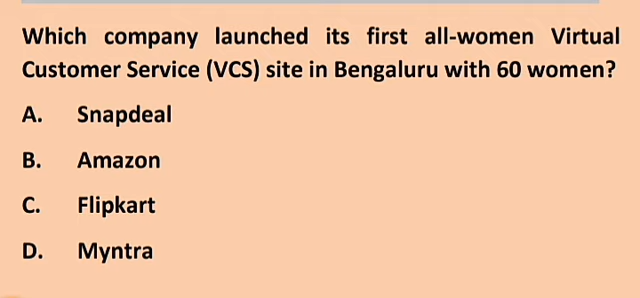 Which company launched its first all-women Virtual
Customer Service (VCS) site in Bengaluru with 60 women?
A. Snapdeal
B. Amazon
C. Flipkart
D. Myntra